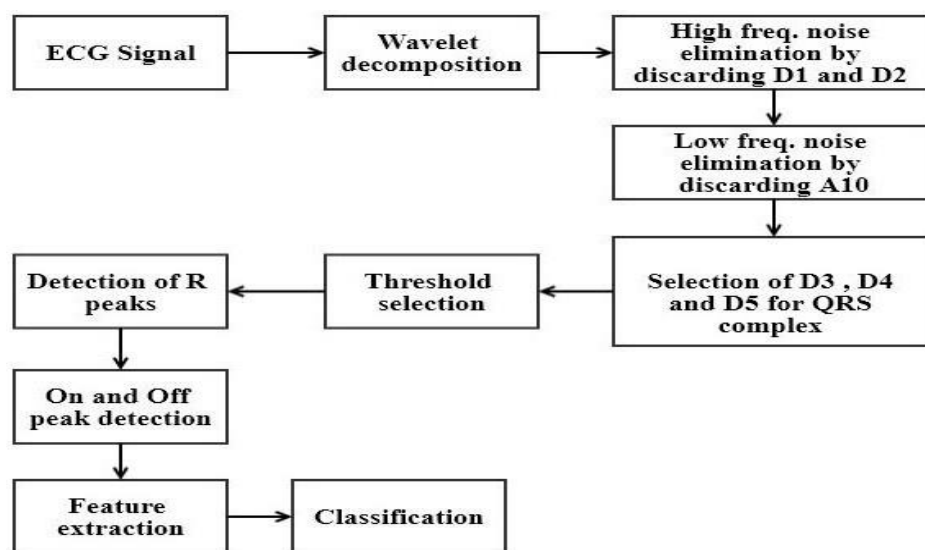 ECG Signal
Wavelet
decomposition
High freq. noise
elimination by
discarding D1 and D2
Low freq. noise
elimination by
discarding A10
Selection of D3 , D4
and D5 for QRS
complex
Threshold
selection
Detection of R
peaks
On and Off
peak detection
Feature
extraction
Classification